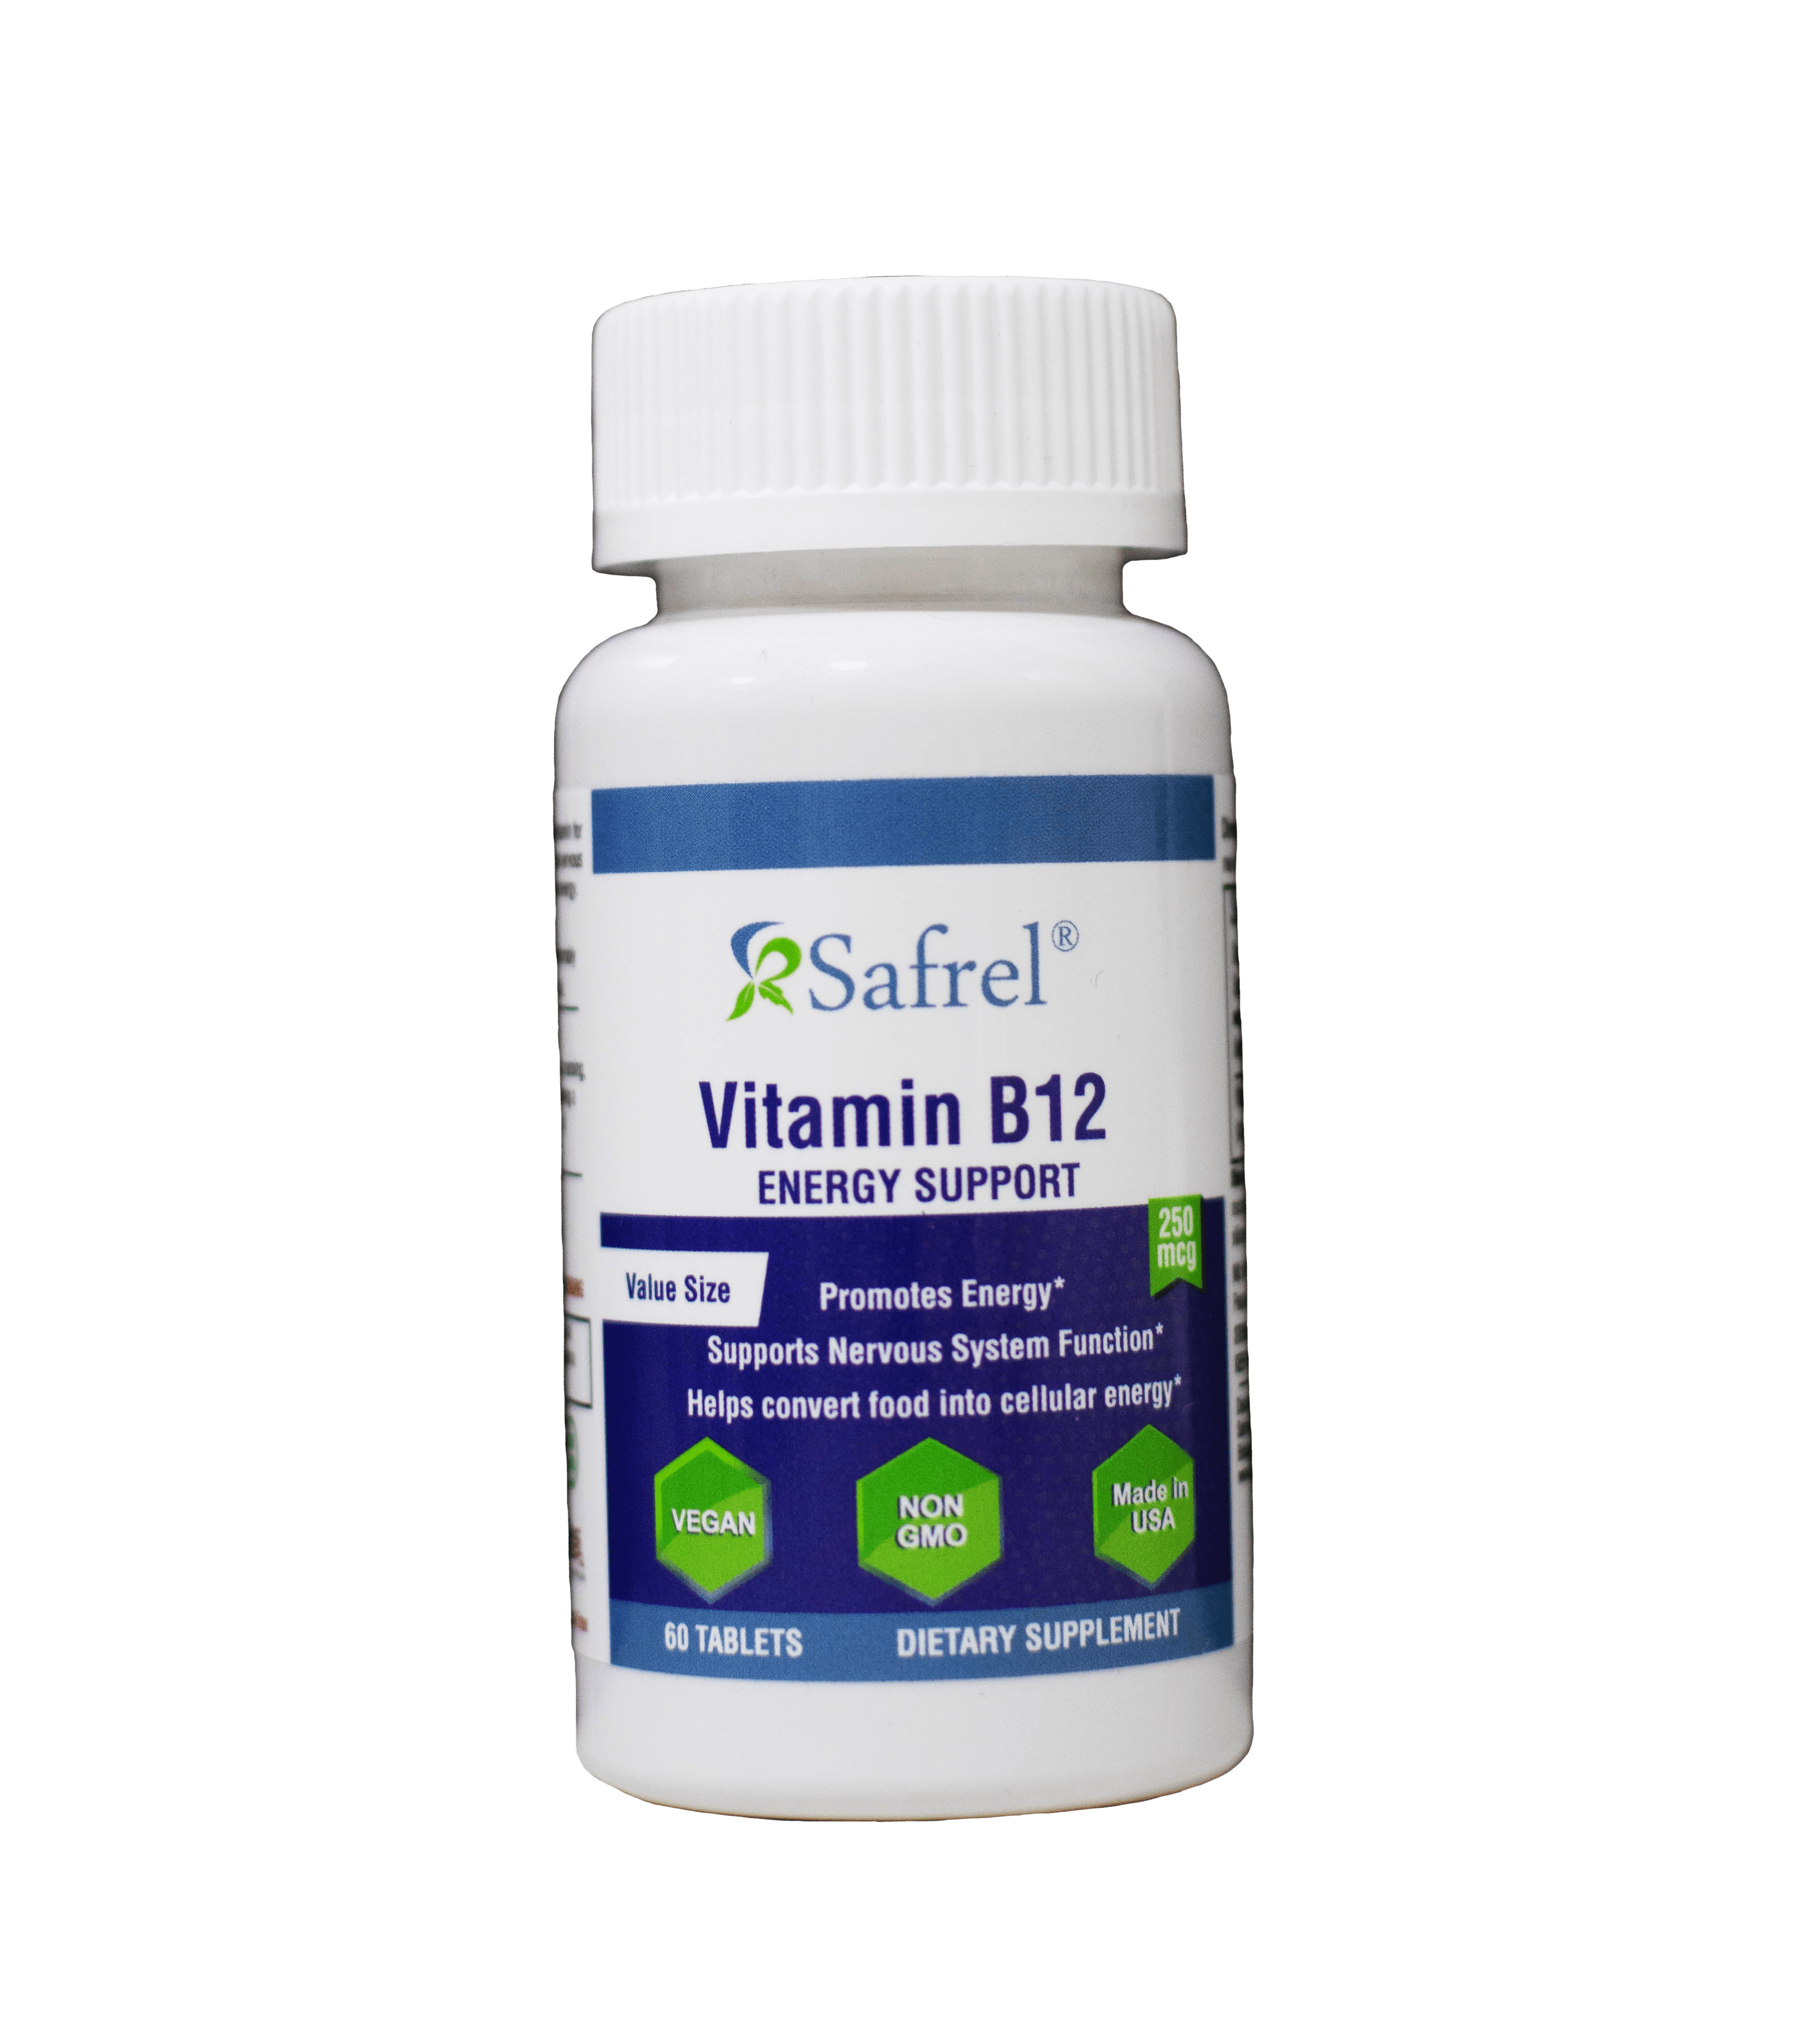 Safrel®
Vitamin B12
ENERGY SUPPORT
250
mcg
Value Size
Promotes Energy*
Supports Nervous System Function*
Helps convert food into cellular energy*
VEGAN
NON
GMO
Made in
USA
60 TABLETS
DIETARY SUPPLEMENT